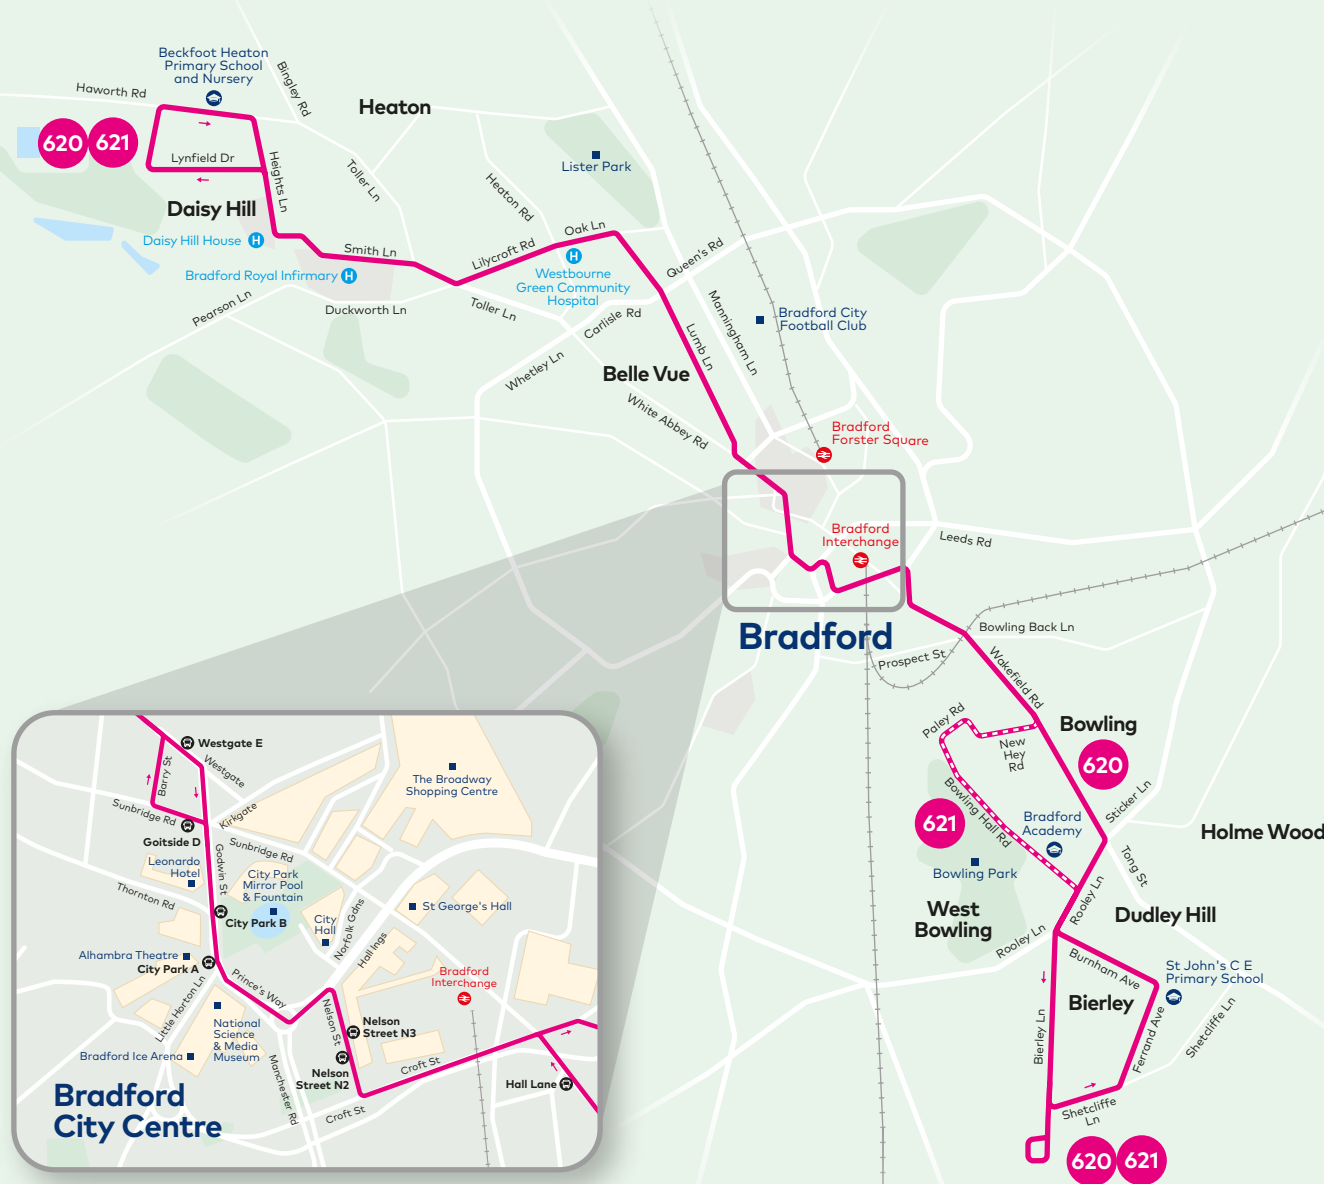 Beckfoot Heaton
Primary School
and Nursery
Haworth Rd
Bingley Rd
Heaton
620
621
Lynfield Dr
Heights Ln
Toller Ln
Heaton Rd
Lister Park
Daisy Hill
Daisy Hill House
H
Smith Ln
Lilycroft Rd
Oak Ln
Queen's Rd
Bradford Royal Infirmary
H
H
Westbourne
Green Community
Hospital
Pearson Ln
Duckworth Ln
Toller Ln
Carlisle Rd
Manningham Ln
Bradford City
Football Club
Lumb Ln
Whetley Ln
Belle Vue
White Abbey Rd
Bradford
Forster Square
Bradford
Interchange
Leeds Rd
Bradford
Bowling Back Ln
Prospect St
Wakefield Rd
Paley Rd
New
Hey
Rd
Bowling
620
Bowling Hall Rd
621
Bradford
Academy
Sticker Ln
Holme Wood
Bowling Park
Tong St
West
Bowling
Rooley Ln
Dudley Hill
Rooley Ln
Burnham Ave
St John's C E
Primary School
Bierley
Bierley Ln
Ferrand Ave
Shetcliffe Ln
Shetcliffe
Ln
620
621
Westgate E
Westgate
Barry St
The Broadway
Shopping Centre
Sunbridge Rd
Kirkgate
Goitside D
Godwin St
Sunbridge Rd
Leonardo
Hotel
City Park
Mirror Pool
& Fountain
Thornton Rd
City Park B
City
Hall
Norfolk Gdns
St George's Hall
Hall Ings
Alhambra Theatre
City Park A
Prince's Way
Bradford
Interchange
Little Horton Ln
National
Science
& Media
Museum
Nelson St
Nelson
Street N3
Bradford Ice Arena
Manchester Rd
Nelson
Street N2
Croft St
Hall Lane
Croft St
Bradford
City Centre